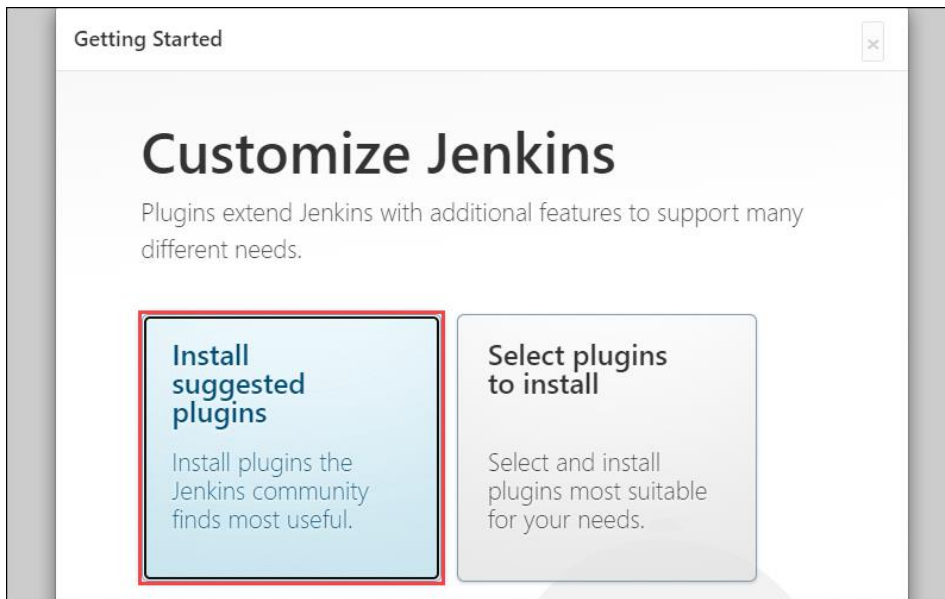 Getting Started
×
Customize Jenkins
Plugins extend Jenkins with additional features to support many
different needs.
Install
suggested
plugins
Install plugins the
Jenkins community
finds most useful.
Select plugins
to install
Select and install
plugins most suitable
for your needs.